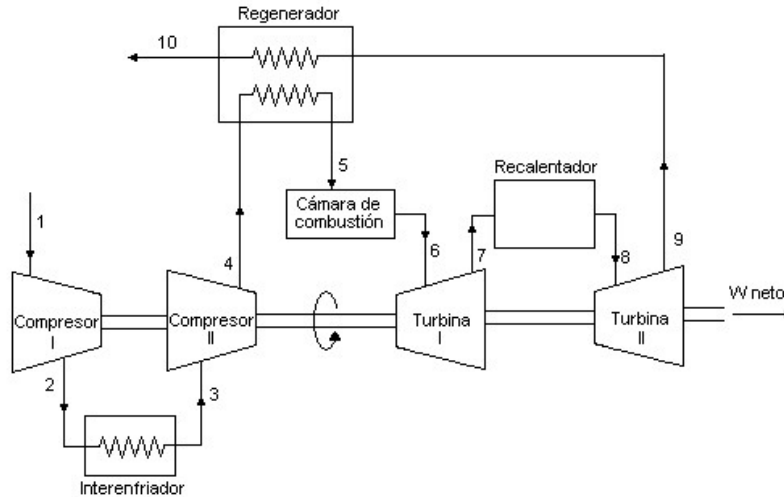 Regenerador
10
5
Recalentador
1
Cámara de
combustión
4
6
7
8
9
Compresor
I
Compresor
II
Turbina
I
Turbina
II
W neto
2
3
Interenfriador